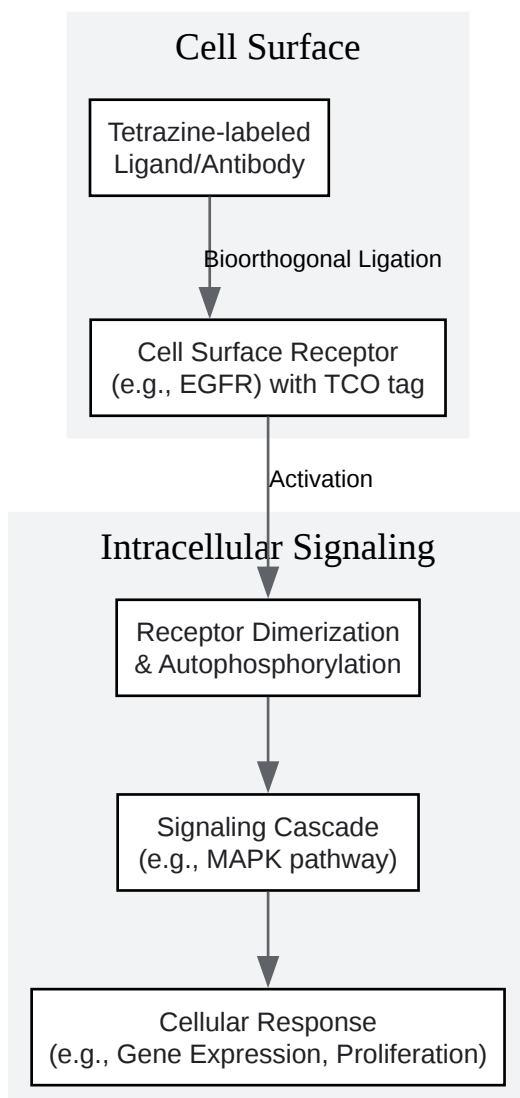 Cell Surface
Tetrazine-labeled
Ligand/Antibody
Bioorthogonal Ligation
Cell Surface Receptor
(e.g., EGFR) with TCO tag
Activation
Intracellular Signaling
Receptor Dimerization
& Autophosphorylation
Signaling Cascade
(e.g., MAPK pathway)
Cellular Response
(e.g., Gene Expression, Proliferation)